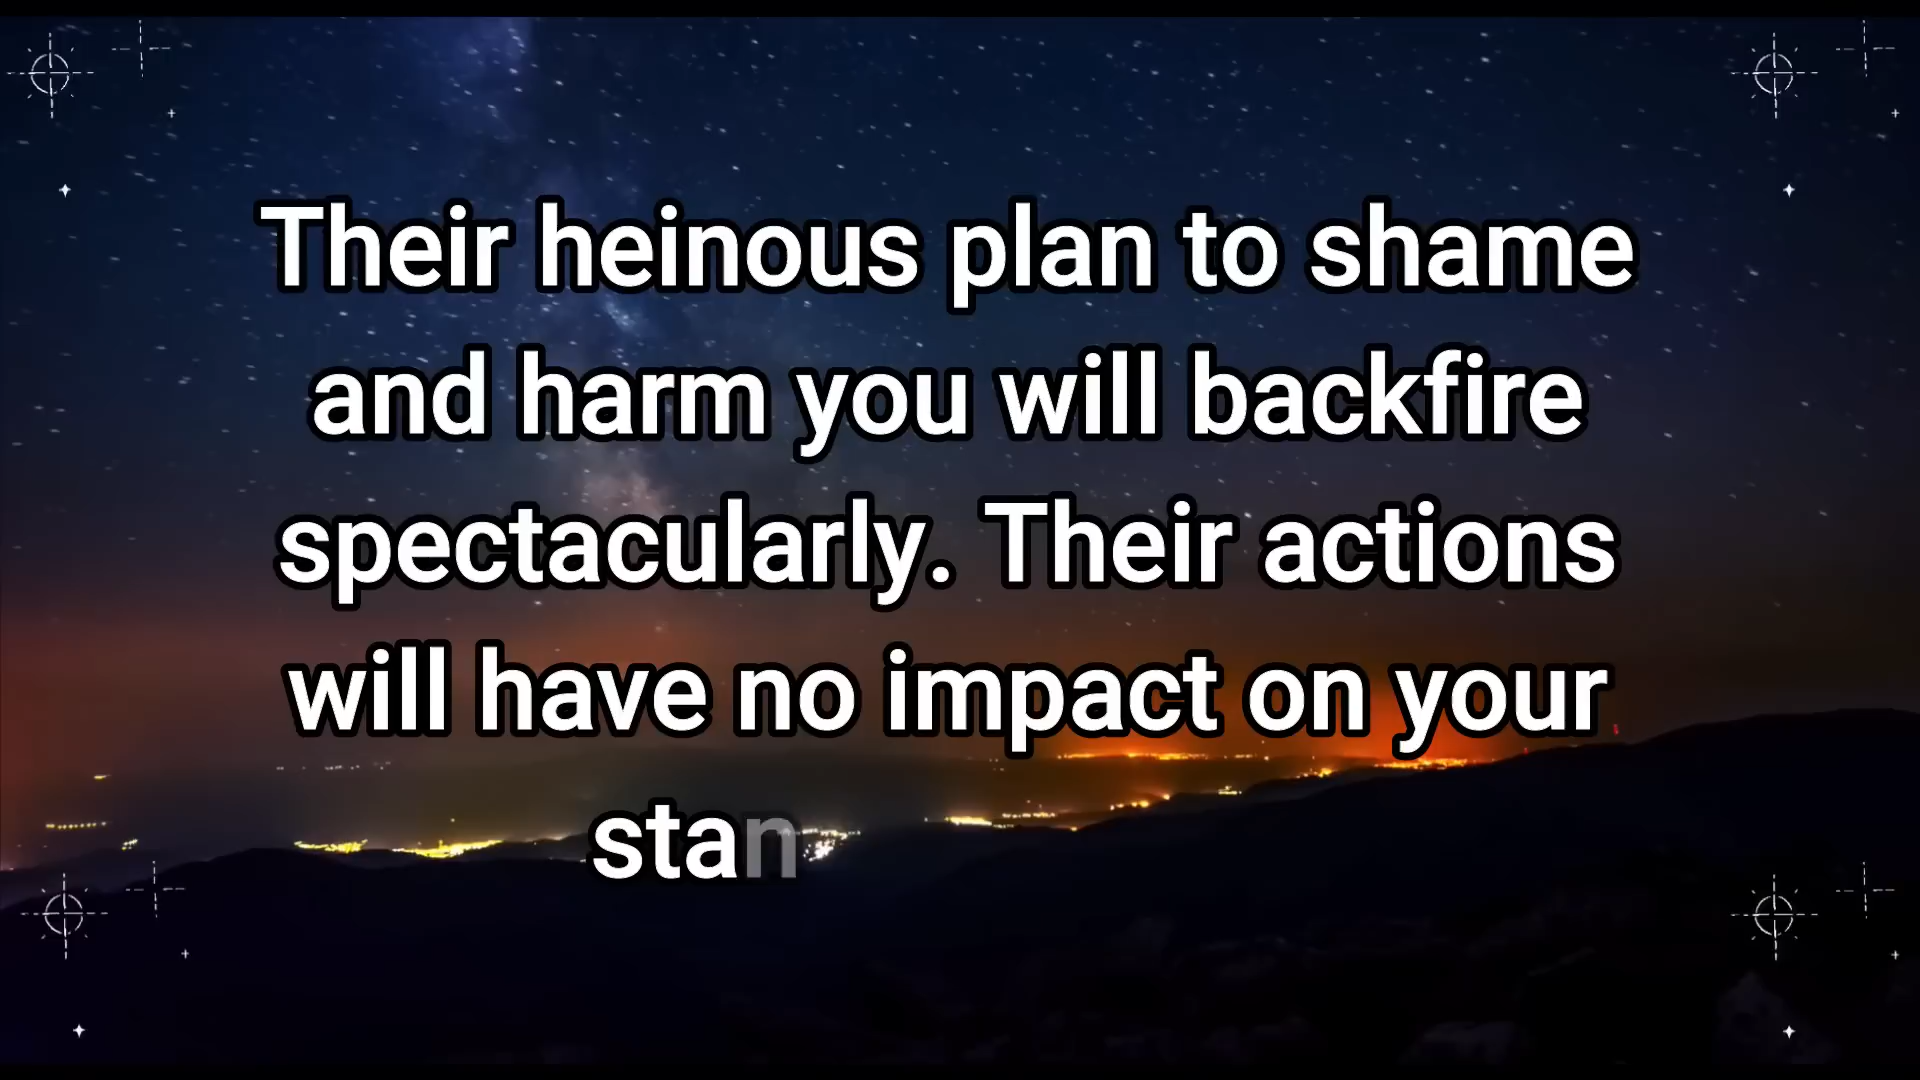 Their heinous plan to shame
and harm you will backfire
spectacularly. Their actions
will have no impact on your
stan